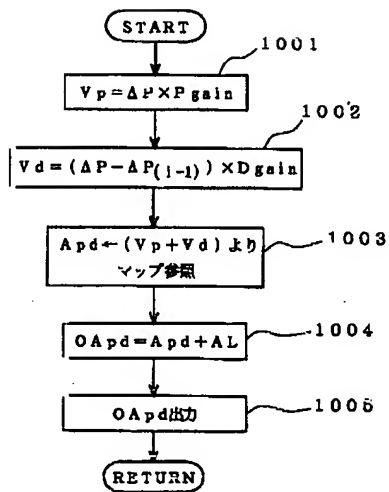 START
1001
Vp=ΔP×Pgain
1002
Vd=(ΔP-ΔP(i-1))×Dgain
Apd←(Vp+Vd)より
マップ参照
1003
OApd=Apd+AL
1004
OApd出力
1005
RETURN